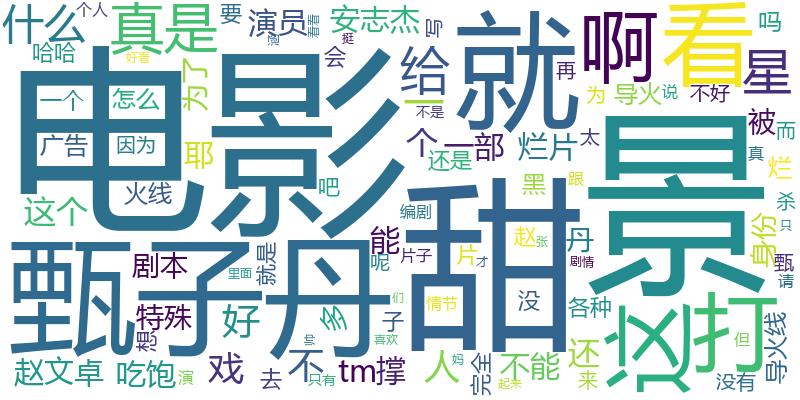 什么
个人
要
演员
安志杰
写
啊
看
吗
哈哈
真是
好看
会
给
一
就
再
星
一个
怎么
为了
挺
不是
为
导火
说
不好
广告
因为
耶
电影
个
一部
烂片
太
被
而
火线
吧
还是
黑
跟
真
烂
这个
编剧
甜
景
杀
只
甄子丹
能
赵
张
丹
身份
剧本
就是
里面
呢
片子
片
才
剧情
甄
请
特殊
好
多
们
情节
没
各种
这
打
导火线
想
子
喜欢
但
赵文卓
吃饱
演
戏
去
不
只有
tm撑
人
妈
完全
不能
起来
还
来
没有